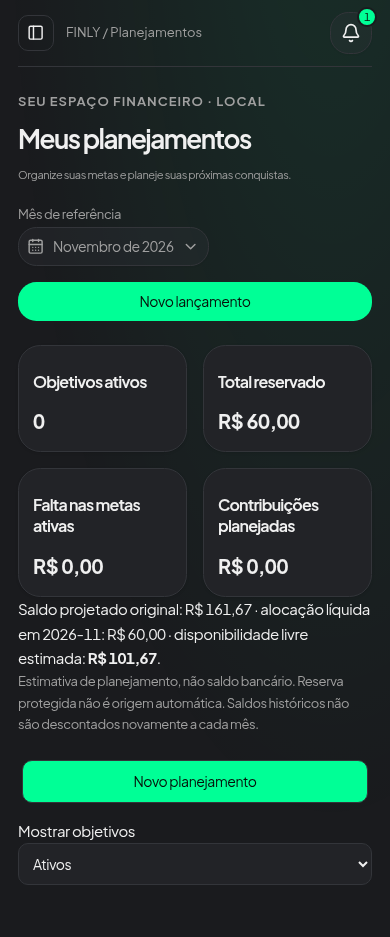 FINLY / Planejamentos
1
SEU ESPAÇO FINANCEIRO · LOCAL
Meus planejamentos
Organize suas metas e planeje suas próximas conquistas.
Mês de referência
Novembro de 2026
Novo lançamento
Objetivos ativos
0
Total reservado
R$ 60,00
Falta nas metas
ativas
R$ 0,00
Contribuições
planejadas
R$ 0,00
Saldo projetado original: R$ 161,67 · alocação líquida
em 2026-11: R$ 60,00 · disponibilidade livre
estimada: R$ 101,67.
Estimativa de planejamento, não saldo bancário. Reserva
protegida não é origem automática. Saldos históricos não
são descontados novamente a cada mês.
Novo planejamento
Mostrar objetivos
Ativos